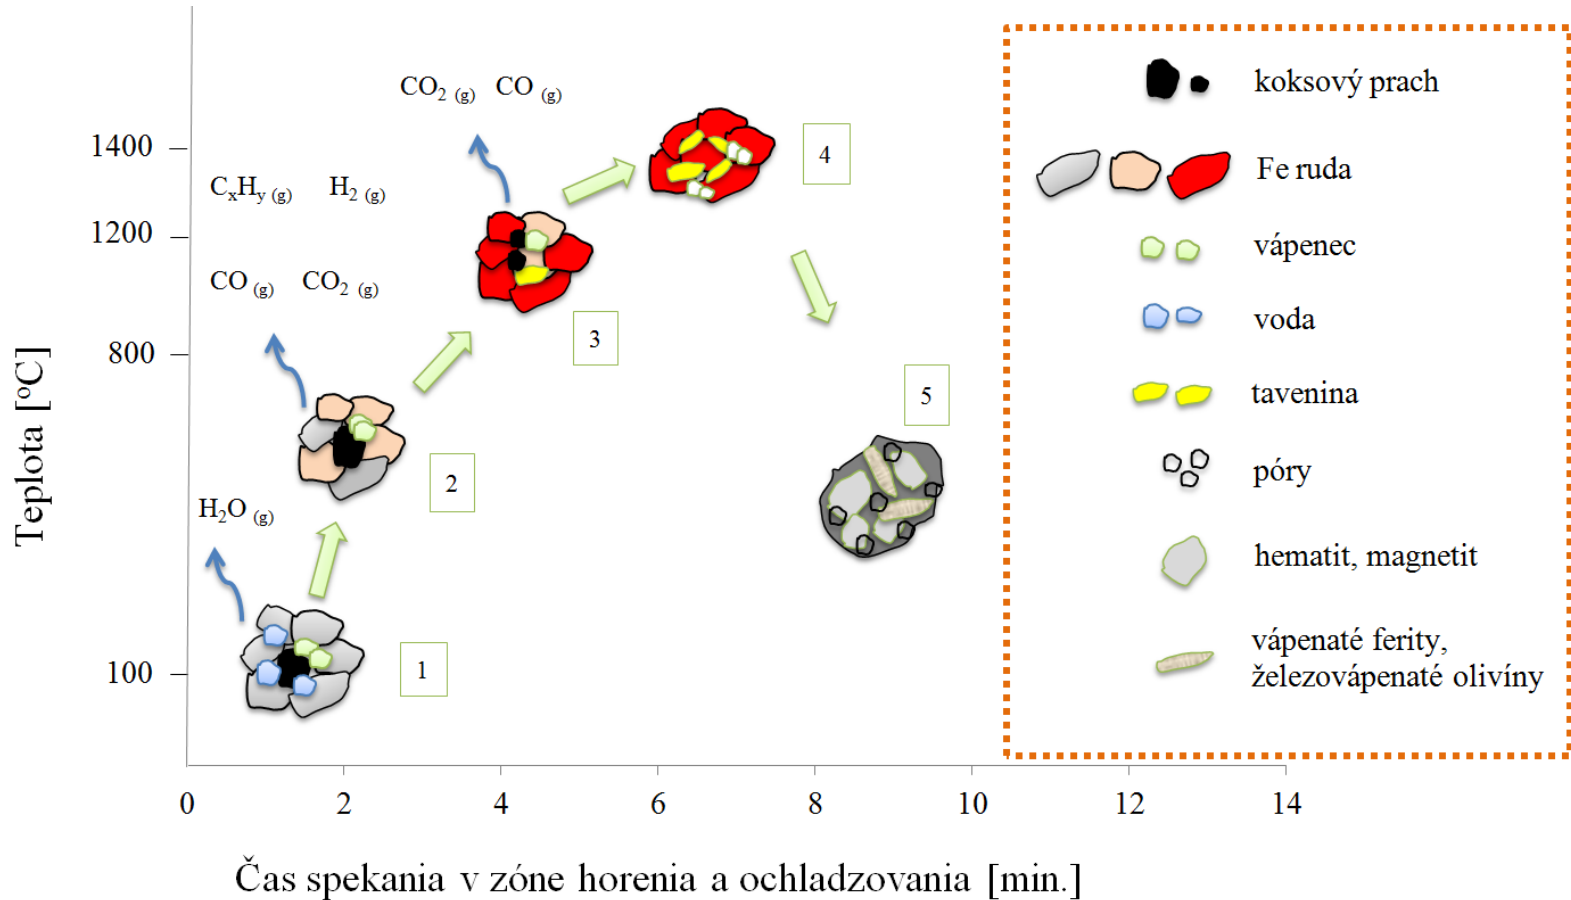 CO₂ (g) CO (g)
1400
4
CₓHᵧ (g) H₂ (g)
1200
CO (g) CO₂ (g)
3
800
5
2
H₂O (g)
1
100
Teplota [ºC]
0 2 4 6 8 10 12 14
Čas spekania v zóne horenia a ochladzovania [min.]
koksový prach
Fe ruda
vápenec
voda
tavenina
póry
hematit, magnetit
vápenaté ferity,
železovápenaté olivíny